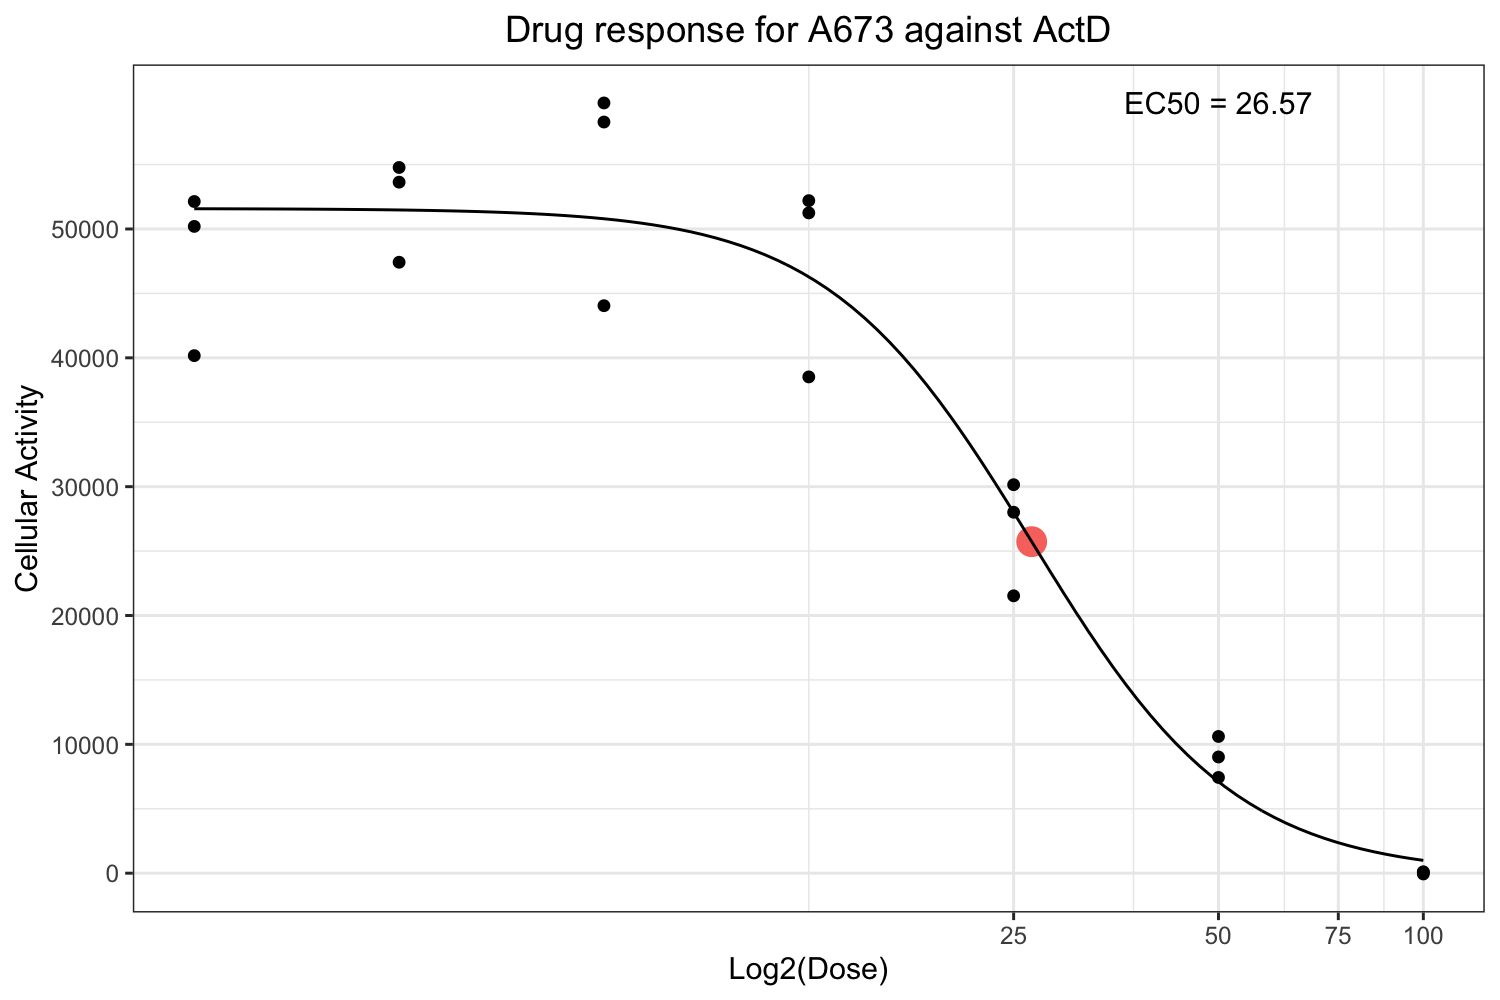 Drug response for A673 against ActD
EC50 = 26.57
Cellular Activity
50000
40000
30000
20000
10000
0
25 50 75 100
Log2(Dose)